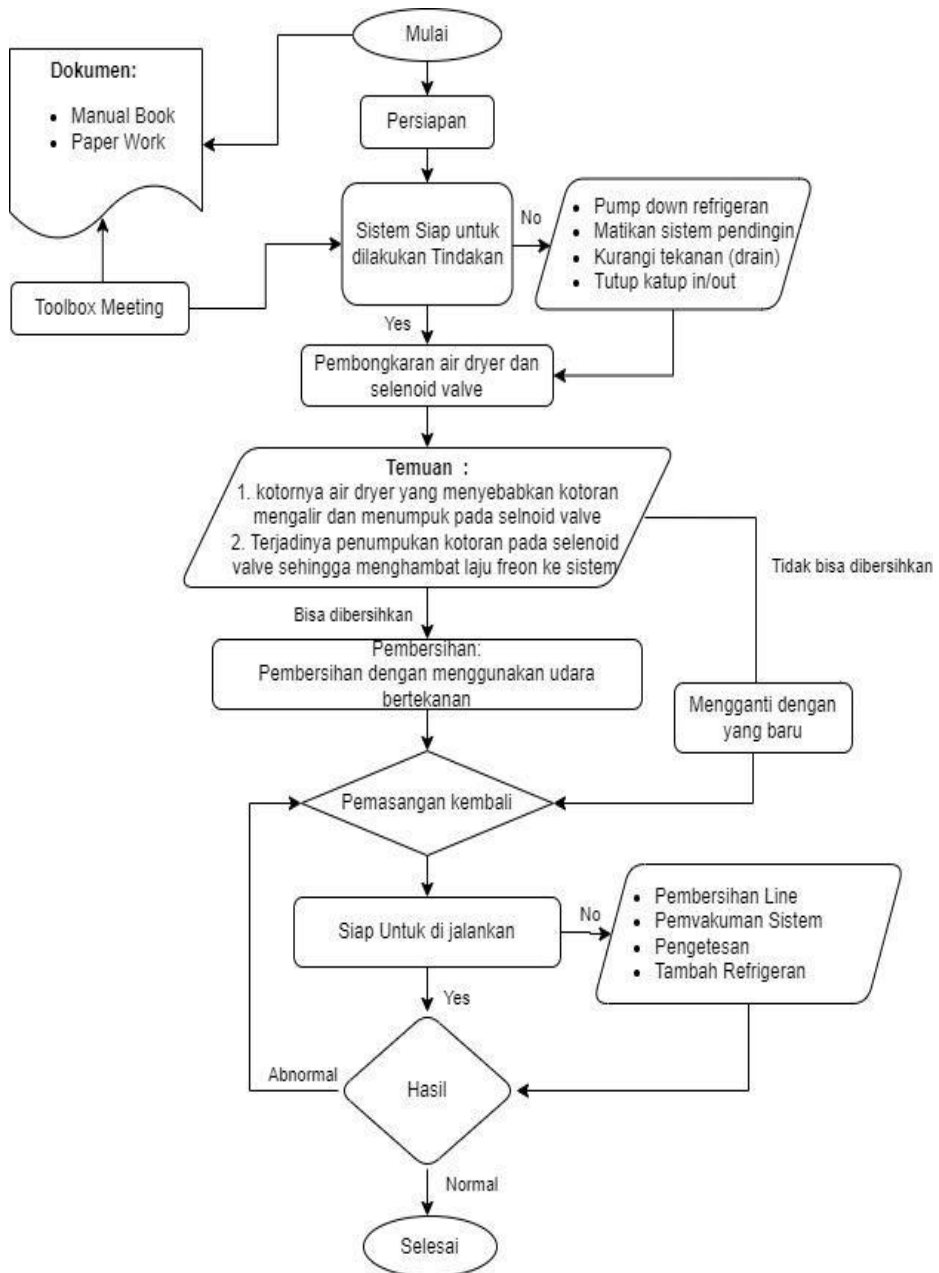 Mulai
Dokumen:
• Manual Book
• Paper Work
Persiapan
Sistem Siap untuk
dilakukan Tindakan
No
• Pump down refrigeran
• Matikan sistem pendingin
• Kurangi tekanan (drain)
• Tutup katup in/out
Toolbox Meeting
Yes
Pembongkaran air dryer dan
selenoid valve
Temuan :
1. kotornya air dryer yang menyebabkan kotoran
mengalir dan menumpuk pada selnoid valve
2. Terjadinya penumpukan kotoran pada selenoid
valve sehingga menghambat laju freon ke sistem
Tidak bisa dibersihkan
Bisa dibersihkan
Pembersihan:
Pembersihan dengan menggunakan udara
bertekanan
Mengganti dengan
yang baru
Pemasangan kembali
Siap Untuk di jalankan
No
• Pembersihan Line
• Pemvakuman Sistem
• Pengetesan
• Tambah Refrigeran
Yes
Abnormal
Hasil
Normal
Selesai